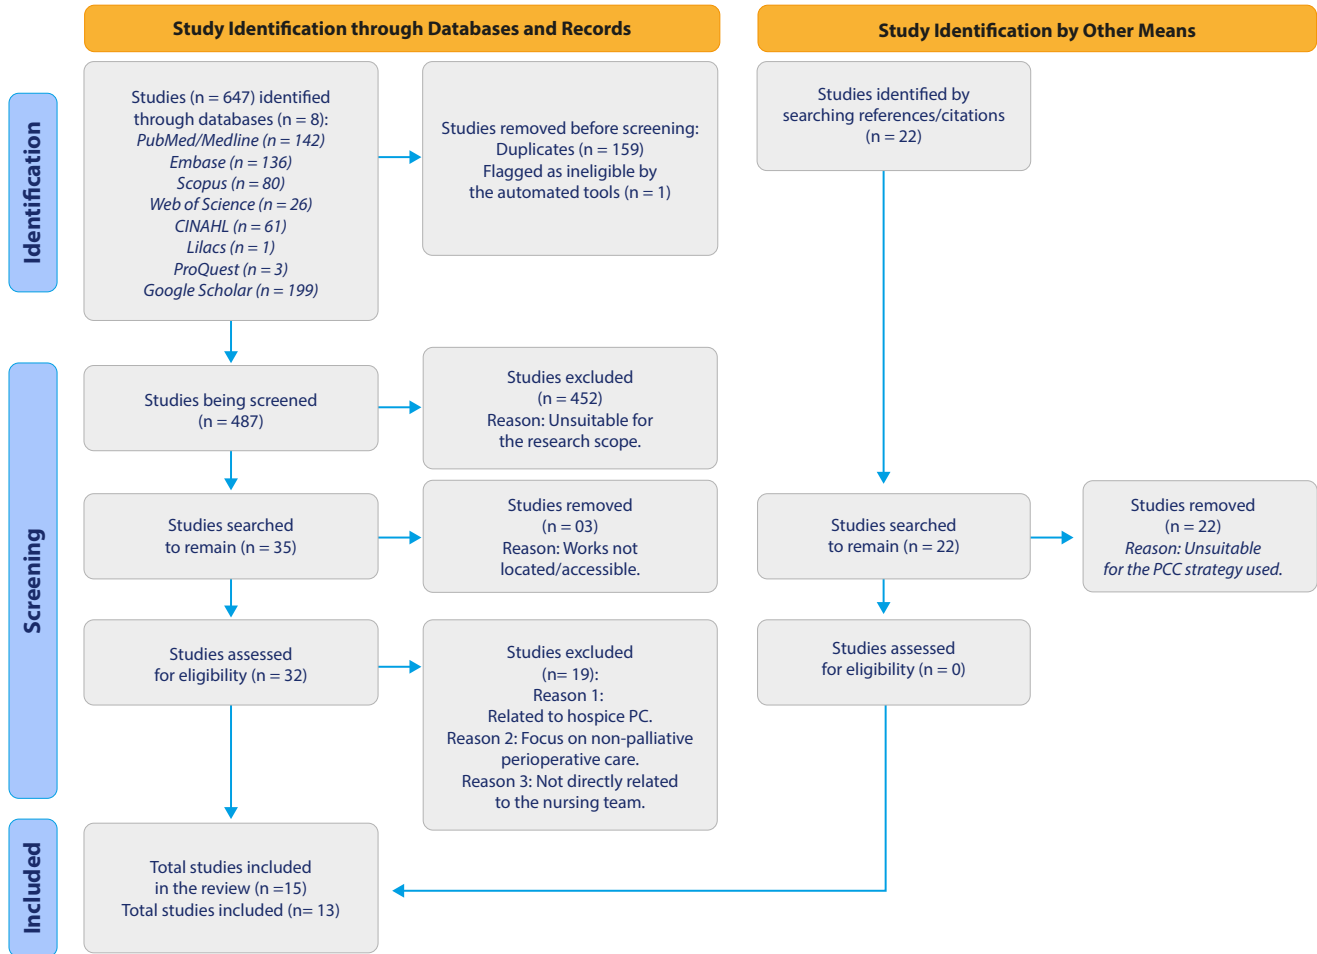 Study Identification through Databases and Records
Study Identification by Other Means
Identification
Studies (n = 647) identified
through databases (n = 8):
PubMed/Medline (n = 142)
Embase (n = 136)
Scopus (n = 80)
Web of Science (n = 26)
CINAHL (n = 61)
Lilacs (n = 1)
ProQuest (n = 3)
Google Scholar (n = 199)
Studies removed before screening:
Duplicates (n = 159)
Flagged as ineligible by
the automated tools (n = 1)
Studies identified by
searching references/citations
(n = 22)
Screening
Studies being screened
(n = 487)
Studies excluded
(n = 452)
Reason: Unsuitable for
the research scope.
Studies searched
to remain (n = 35)
Studies removed
(n = 03)
Reason: Works not
located/accessible.
Studies searched
to remain (n = 22)
Studies removed
(n = 22)
Reason: Unsuitable
for the PCC strategy used.
Studies assessed
for eligibility (n = 32)
Studies excluded
(n= 19):
Reason 1:
Related to hospice PC.
Reason 2: Focus on non-palliative
perioperative care.
Reason 3: Not directly related
to the nursing team.
Studies assessed
for eligibility (n = 0)
Included
Total studies included
in the review (n =15)
Total studies included (n= 13)